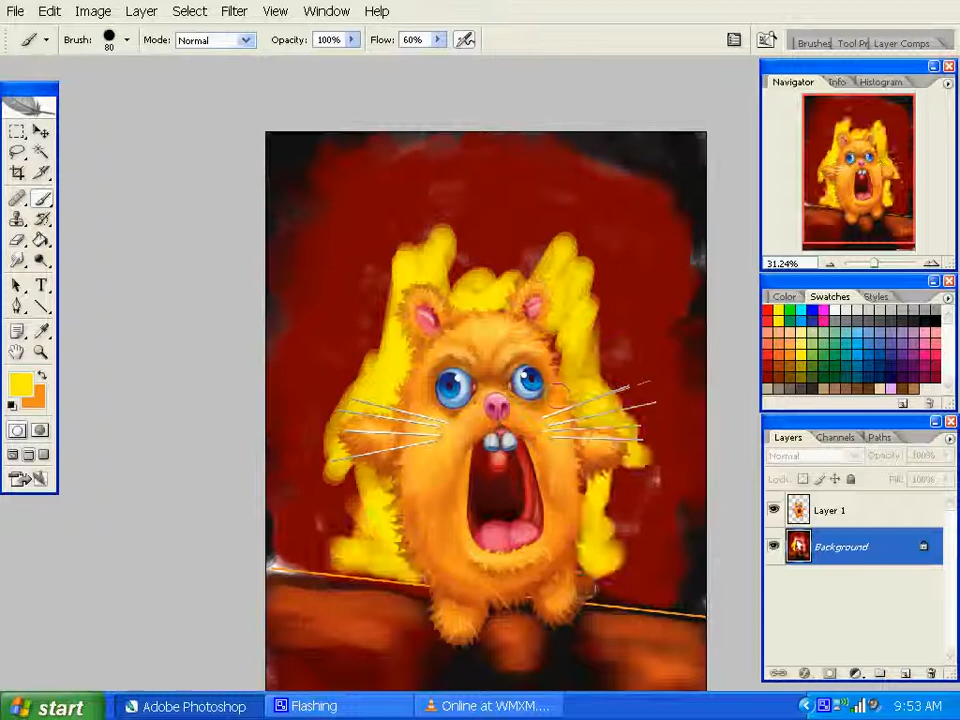 File Edit Image Layer Select Filter View Window Help
Brush: 80 Mode: Normal Opacity: 100% Flow: 60% Brushes Tool Pr Layer Comps
Navigator Info Histogram
31.24%
Color Swatches Styles
Layers Channels Paths
Normal Opacity: 100%
Lock: Fill: 100%
Layer 1
Background
T
start Adobe Photoshop Flashing Online at WMXM.... 9:53 AM